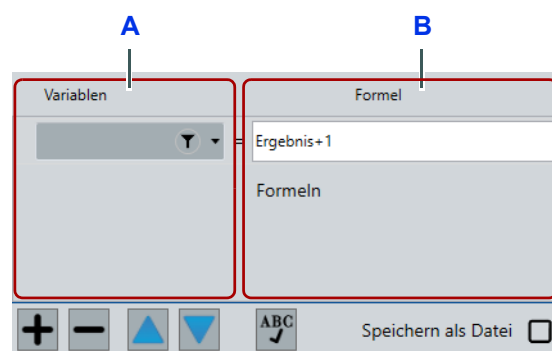 A B
Variablen Formel
= Ergebnis+1
Formeln
ABC Speichern als Datei